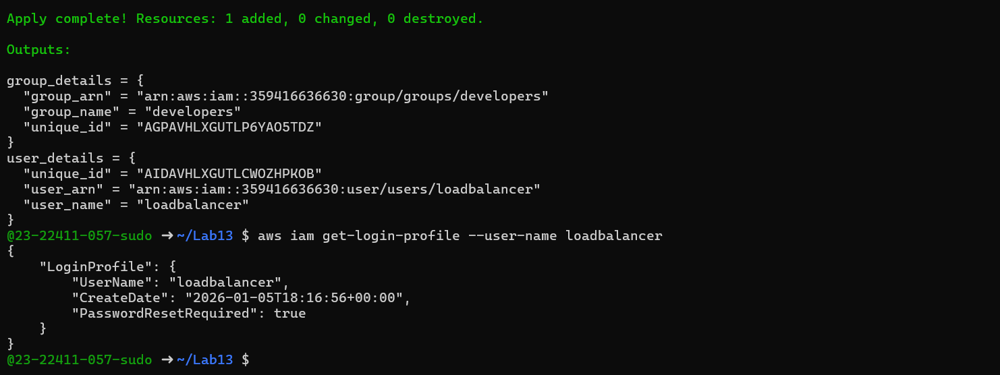 Apply complete! Resources: 1 added, 0 changed, 0 destroyed.
Outputs:
group_details = {
  "group_arn" = "arn:aws:iam::359416636630:group/groups/developers"
  "group_name" = "developers"
  "unique_id" = "AGPAVHLXGUTLP6YAO5TDZ"
}
user_details = {
  "unique_id" = "AIDAVHLXGUTLCWOZHPKOB"
  "user_arn" = "arn:aws:iam::359416636630:user/users/loadbalancer"
  "user_name" = "loadbalancer"
}
@23-22411-057-sudo ➜ ~/Lab13 $ aws iam get-login-profile --user-name loadbalancer
{
    "LoginProfile": {
        "UserName": "loadbalancer",
        "CreateDate": "2026-01-05T18:16:56+00:00",
        "PasswordResetRequired": true
    }
}
@23-22411-057-sudo ➜ ~/Lab13 $